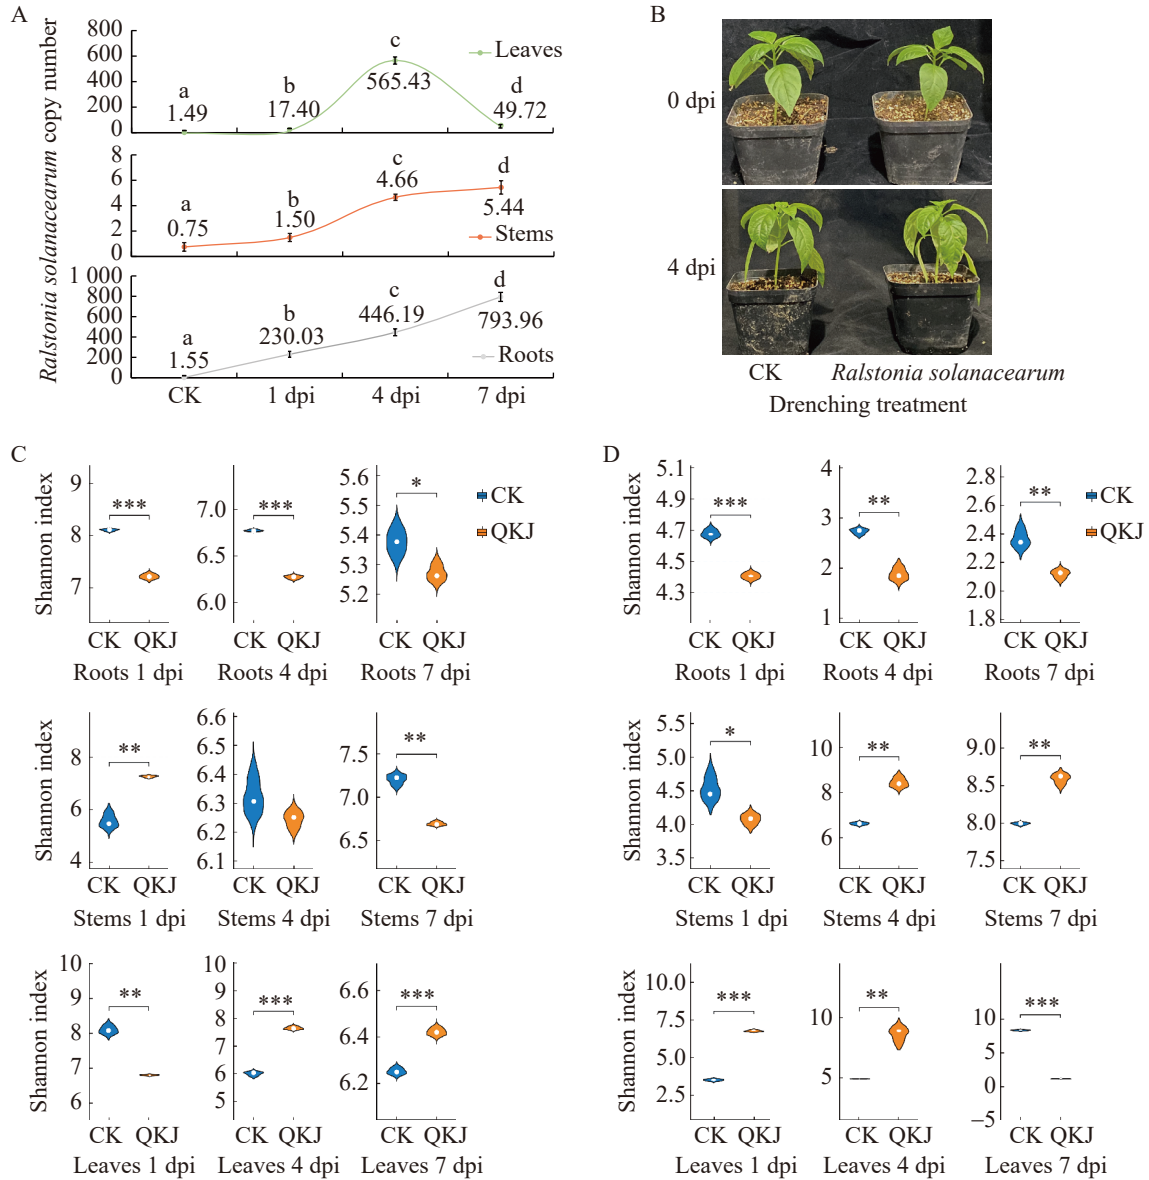 A
B
Ralstonia solanacearum copy number
800
600
400
200
0
a
1.49
b
17.40
c
565.43
d
49.72
Leaves
8
6
4
2
0
a
0.75
b
1.50
c
4.66
d
5.44
Stems
1 000
800
600
400
200
0
a
1.55
b
230.03
c
446.19
d
793.96
Roots
CK 1 dpi 4 dpi 7 dpi
0 dpi
4 dpi
CK Ralstonia solanacearum
Drenching treatment
C
Shannon index
9
8
7
***
CK QKJ
Roots 1 dpi
7.0
6.5
6.0
***
CK QKJ
Roots 4 dpi
5.6
5.5
5.4
5.3
5.2
*
CK QKJ
Roots 7 dpi
CK
QKJ
Shannon index
8
6
4
**
CK QKJ
Stems 1 dpi
6.6
6.5
6.4
6.3
6.2
6.1
CK QKJ
Stems 4 dpi
7.5
7.0
6.5
**
CK QKJ
Stems 7 dpi
Shannon index
10
9
8
7
6
**
CK QKJ
Leaves 1 dpi
10
9
8
7
6
5
***
CK QKJ
Leaves 4 dpi
6.6
6.4
6.2
***
CK QKJ
Leaves 7 dpi
D
Shannon index
5.1
4.9
4.7
4.5
4.3
***
CK QKJ
Roots 1 dpi
4
3
2
1
**
CK QKJ
Roots 4 dpi
2.8
2.6
2.4
2.2
2.0
1.8
**
CK QKJ
Roots 7 dpi
CK
QKJ
Shannon index
5.5
5.0
4.5
4.0
3.5
*
CK QKJ
Stems 1 dpi
10
8
6
**
CK QKJ
Stems 4 dpi
9.0
8.5
8.0
7.5
**
CK QKJ
Stems 7 dpi
Shannon index
10.0
7.5
5.0
2.5
***
CK QKJ
Leaves 1 dpi
10
5
**
CK QKJ
Leaves 4 dpi
10
5
0
−5
***
CK QKJ
Leaves 7 dpi